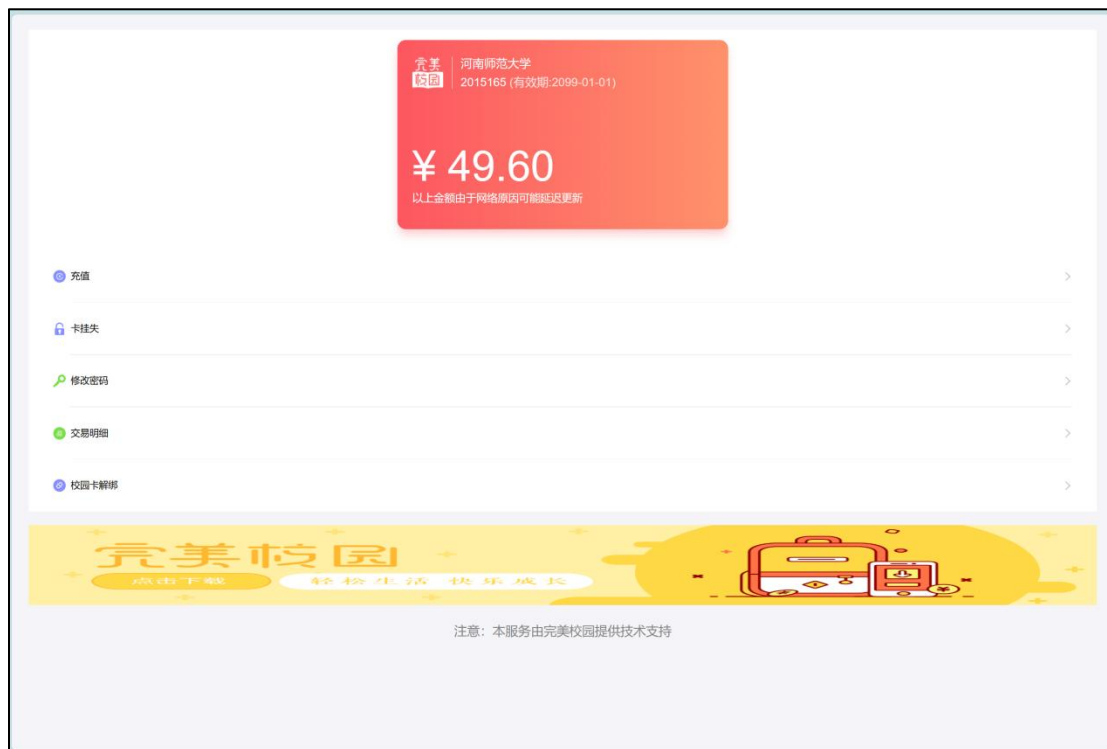 完美
校园
河南师范大学
2015165 (有效期:2099-01-01)
¥ 49.60
以上金额由于网络原因可能延迟更新
充值
卡挂失
修改密码
交易明细
校园卡解绑
完美校园
点击下载
轻松生活 快乐成长
注意：本服务由完美校园提供技术支持